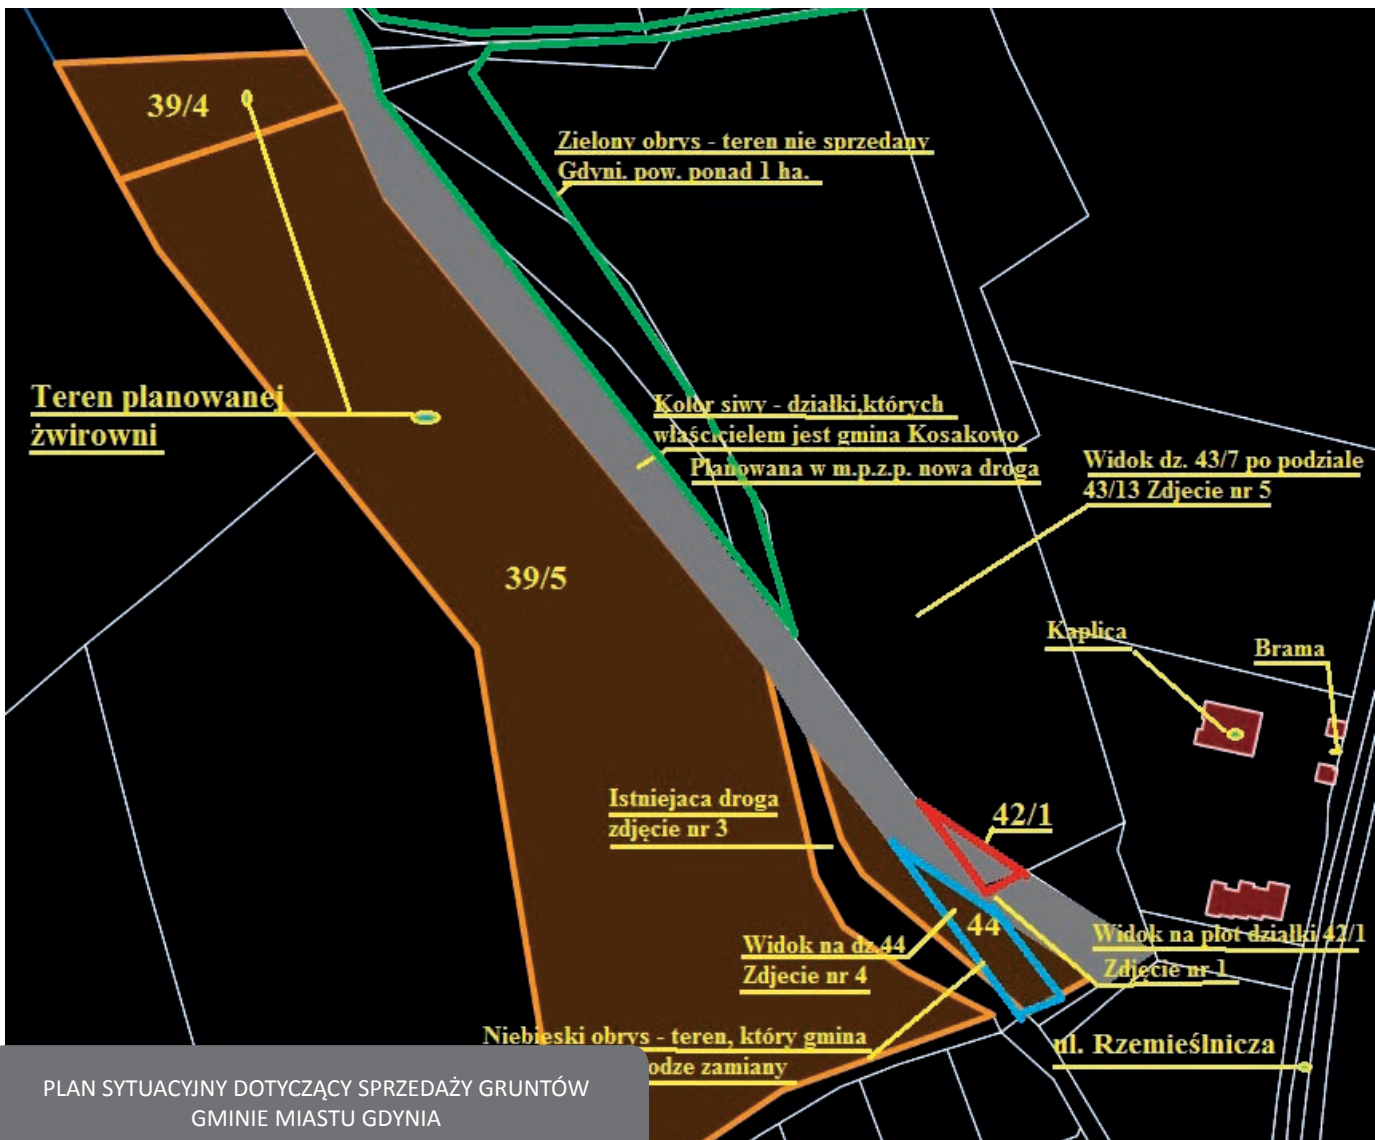 39/4
Zielony obrys - teren nie sprzedany
Gdyni. pow. ponad 1 ha.
Teren planowanej
żwirowni
Kolor siwy - działki,których
właścicielem jest gmina Kosakowo
Planowana w m.p.z.p. nowa droga
Widok dz. 43/7 po podziale
43/13 Zdjecie nr 5
39/5
Kaplica
Brama
Istniejaca droga
zdjęcie nr 3
42/1
44
Widok na dz.44
Zdjecie nr 4
Widok na płot działki 42/1
Zdjęcie nr 1
Niebieski obrys - teren, który gmina
odze zamiany
ul. Rzemieślnicza
PLAN SYTUACYJNY DOTYCZĄCY SPRZEDAŻY GRUNTÓW
GMINIE MIASTU GDYNIA